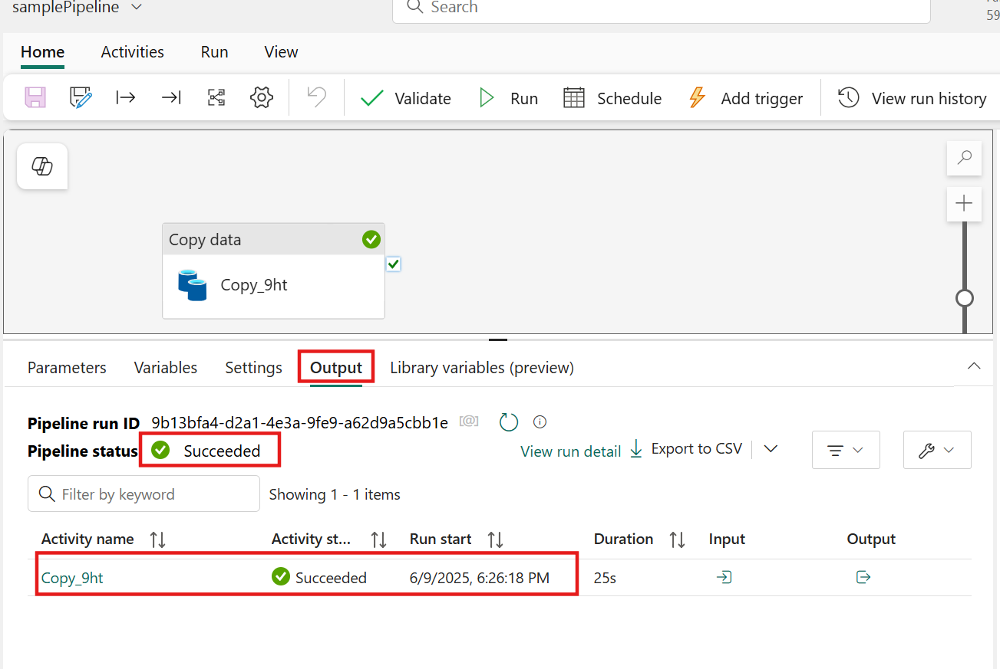 samplePipeline
Search
59
Home Activities Run View
Validate Run Schedule Add trigger View run history
Copy data
Copy_9ht
Parameters Variables Settings Output Library variables (preview)
Pipeline run ID 9b13bfa4-d2a1-4e3a-9fe9-a62d9a5cbb1e [@]
Pipeline status Succeeded
View run detail Export to CSV
Filter by keyword Showing 1 - 1 items
Activity name Activity st... Run start Duration Input Output
Copy_9ht Succeeded 6/9/2025, 6:26:18 PM 25s